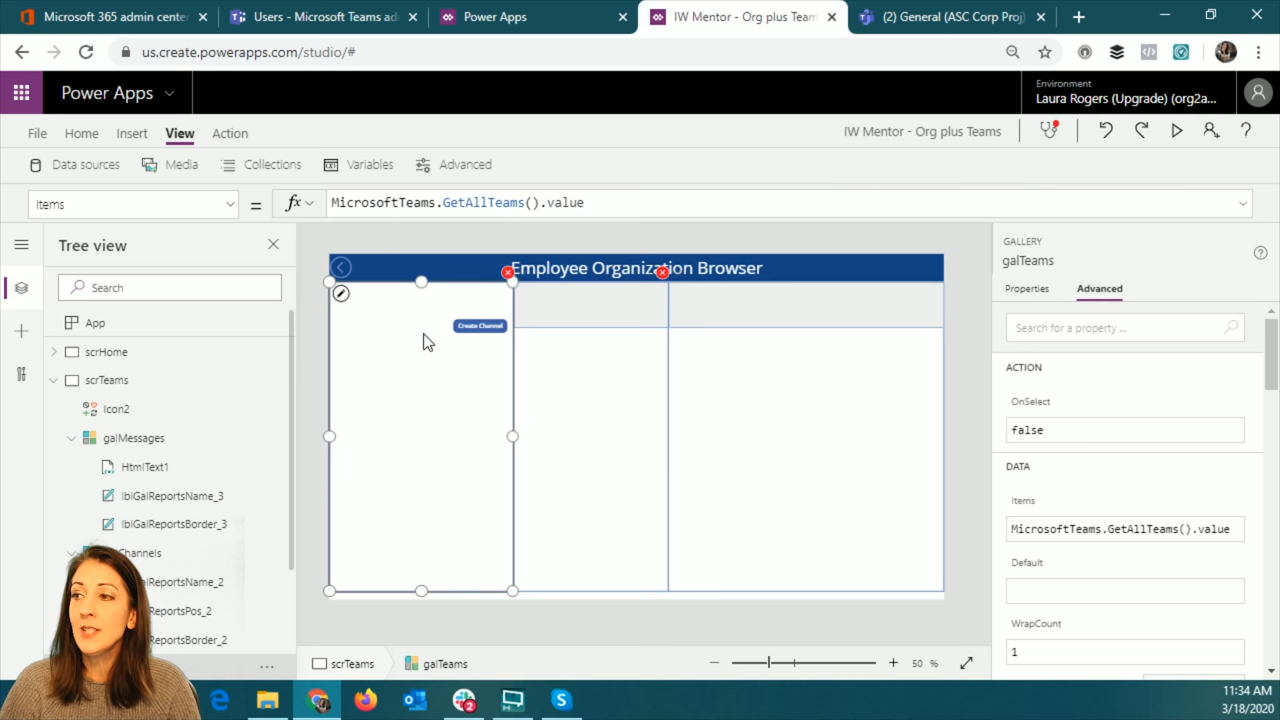 Microsoft 365 admin center
Users - Microsoft Teams ad
Power Apps
IW Mentor - Org plus Team
(2) General (ASC Corp Proj)
us.create.powerapps.com/studio/#
Power Apps
Environment
Laura Rogers (Upgrade) (org2a...
File Home Insert View Action
IW Mentor - Org plus Teams
Data sources Media Collections Variables Advanced
Items = fx MicrosoftTeams.GetAllTeams().value
Tree view
Search
App
scrHome
scrTeams
Icon2
galMessages
HtmlText1
lblGalReportsName_3
lblGalReportsBorder_3
Channels
ReportsName_2
ReportsPos_2
ReportsBorder_2
Employee Organization Browser
Create Channel
scrTeams galTeams
50 %
GALLERY
galTeams
Properties Advanced
Search for a property ...
ACTION
OnSelect
false
DATA
Items
MicrosoftTeams.GetAllTeams().value
Default
WrapCount
1
11:34 AM
3/18/2020